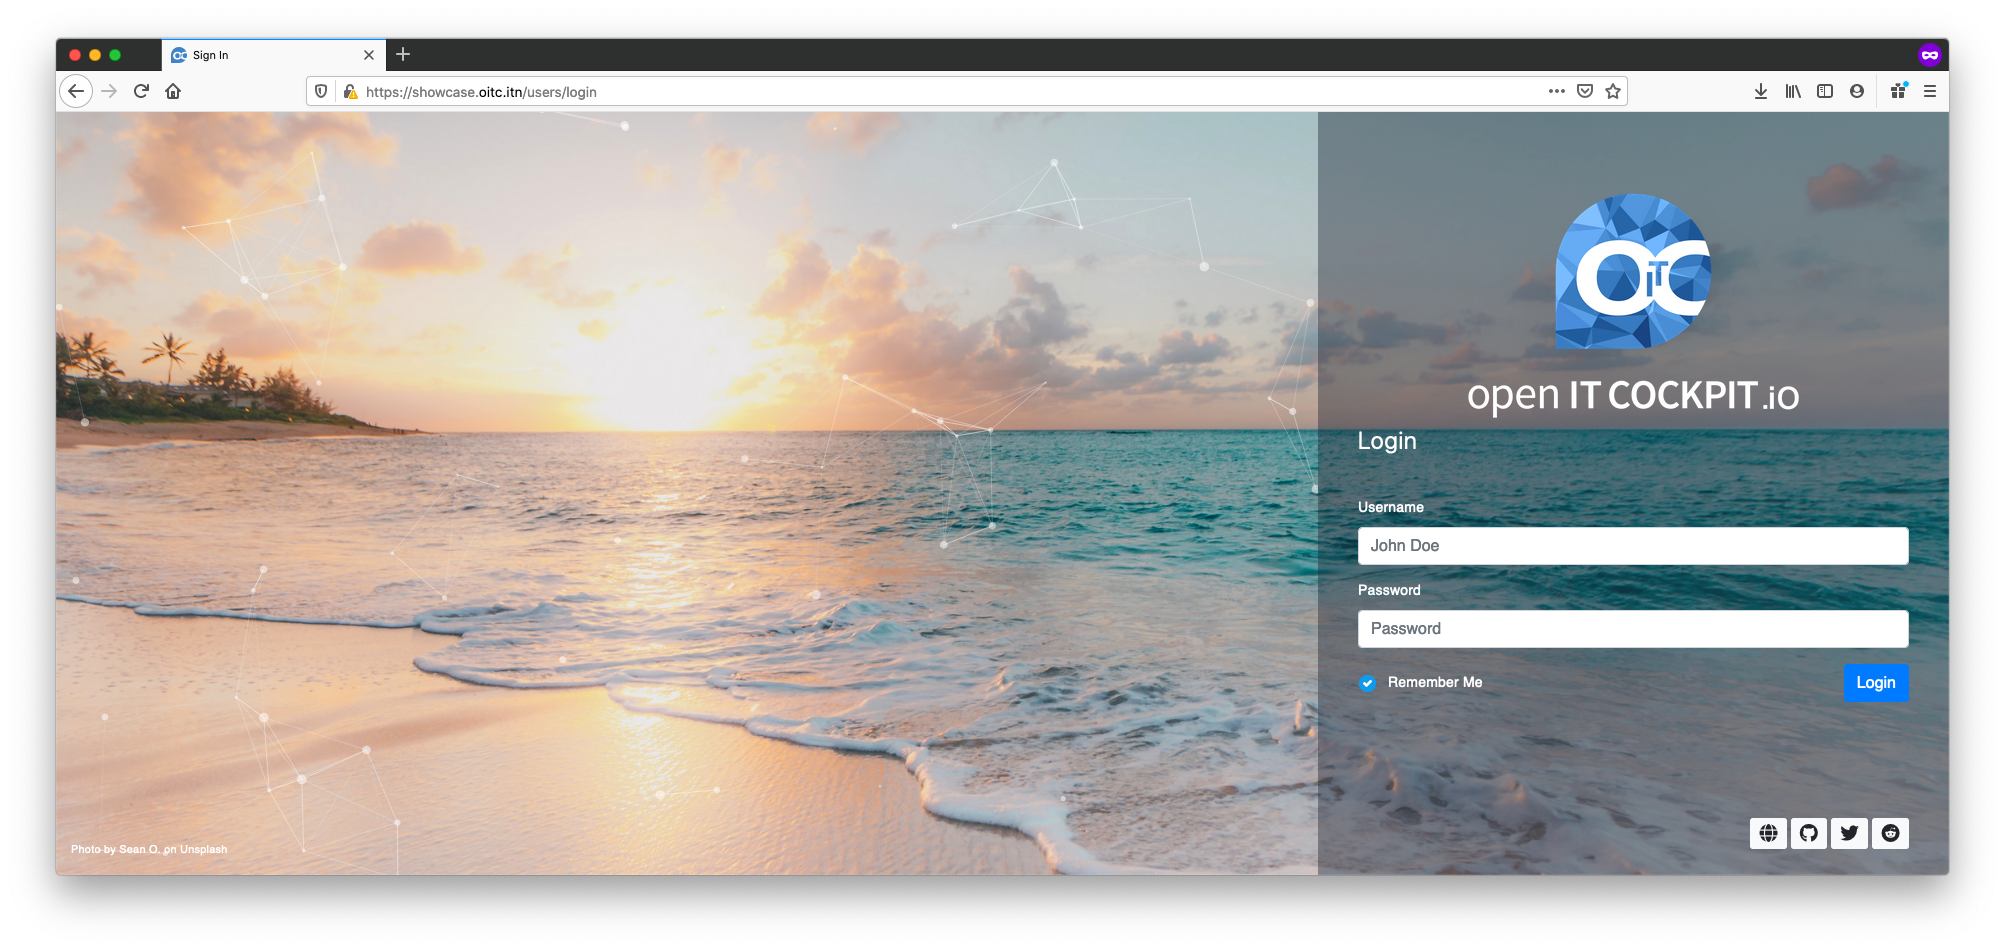 Sign In
https://showcase.oitc.itn/users/login
OITC
open IT COCKPIT.io
Login
Username
John Doe
Password
Password
Remember Me
Login
Photo by Sean O. on Unsplash